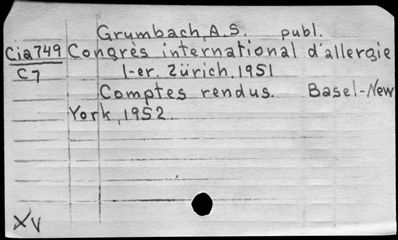 Grumbach, A.S. publ.
Cia749 Congrès international d'allergie
C7 1-er. Zürich, 1951
Comptes rendus. Basel-New
York, 1952.
XV